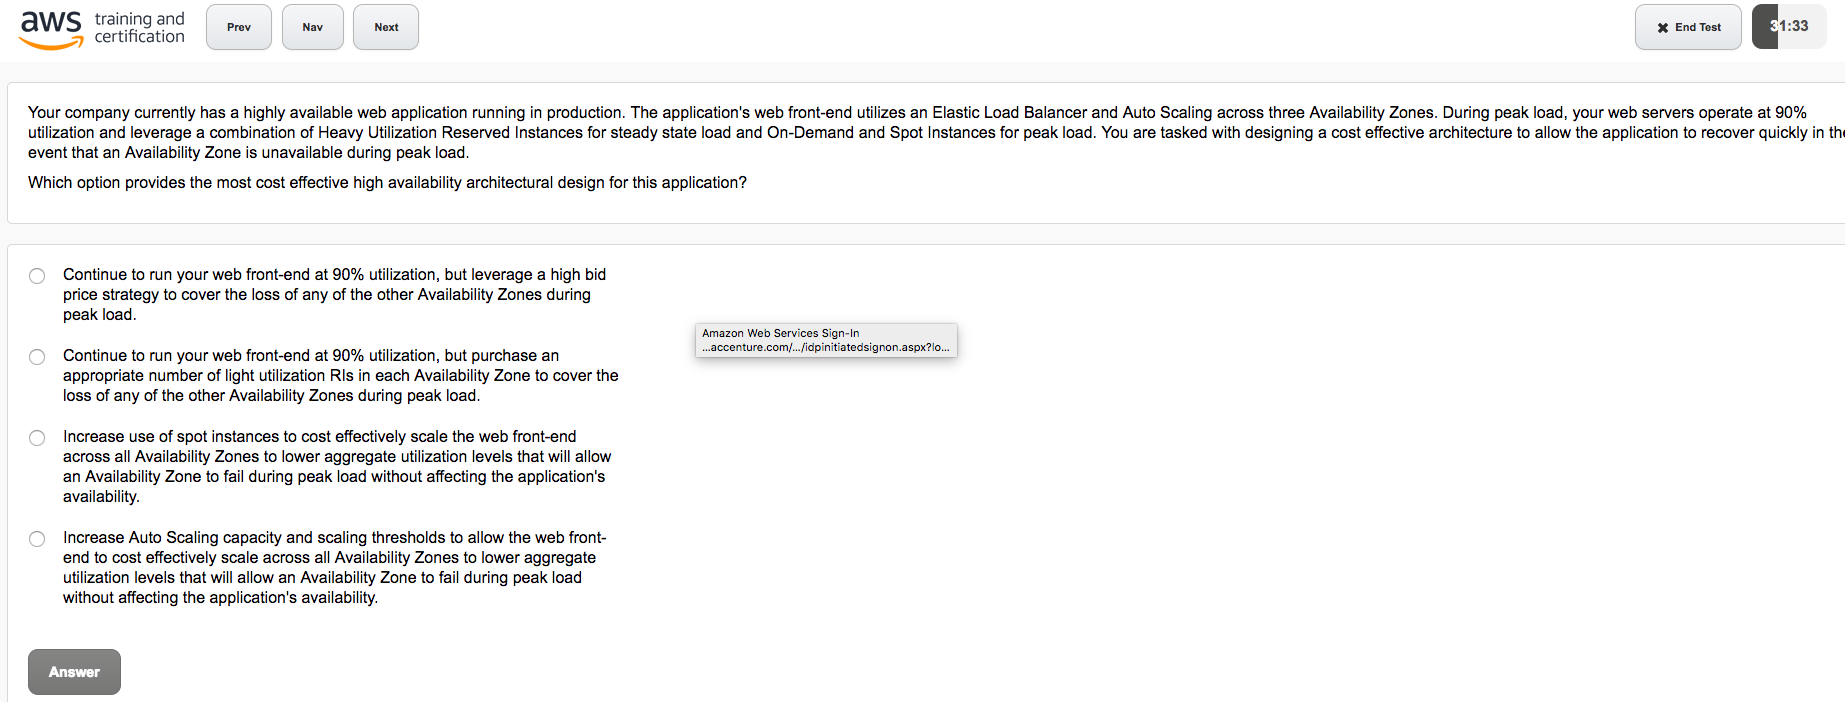 aws training and certification
Prev
Nav
Next
✖ End Test
31:33
Your company currently has a highly available web application running in production. The application's web front-end utilizes an Elastic Load Balancer and Auto Scaling across three Availability Zones. During peak load, your web servers operate at 90%
utilization and leverage a combination of Heavy Utilization Reserved Instances for steady state load and On-Demand and Spot Instances for peak load. You are tasked with designing a cost effective architecture to allow the application to recover quickly in the
event that an Availability Zone is unavailable during peak load.
Which option provides the most cost effective high availability architectural design for this application?
Continue to run your web front-end at 90% utilization, but leverage a high bid
price strategy to cover the loss of any of the other Availability Zones during
peak load.
Amazon Web Services Sign-In
...accenture.com/.../idpinitiatedsignon.aspx?lo...
Continue to run your web front-end at 90% utilization, but purchase an
appropriate number of light utilization RIs in each Availability Zone to cover the
loss of any of the other Availability Zones during peak load.
Increase use of spot instances to cost effectively scale the web front-end
across all Availability Zones to lower aggregate utilization levels that will allow
an Availability Zone to fail during peak load without affecting the application's
availability.
Increase Auto Scaling capacity and scaling thresholds to allow the web front-
end to cost effectively scale across all Availability Zones to lower aggregate
utilization levels that will allow an Availability Zone to fail during peak load
without affecting the application's availability.
Answer